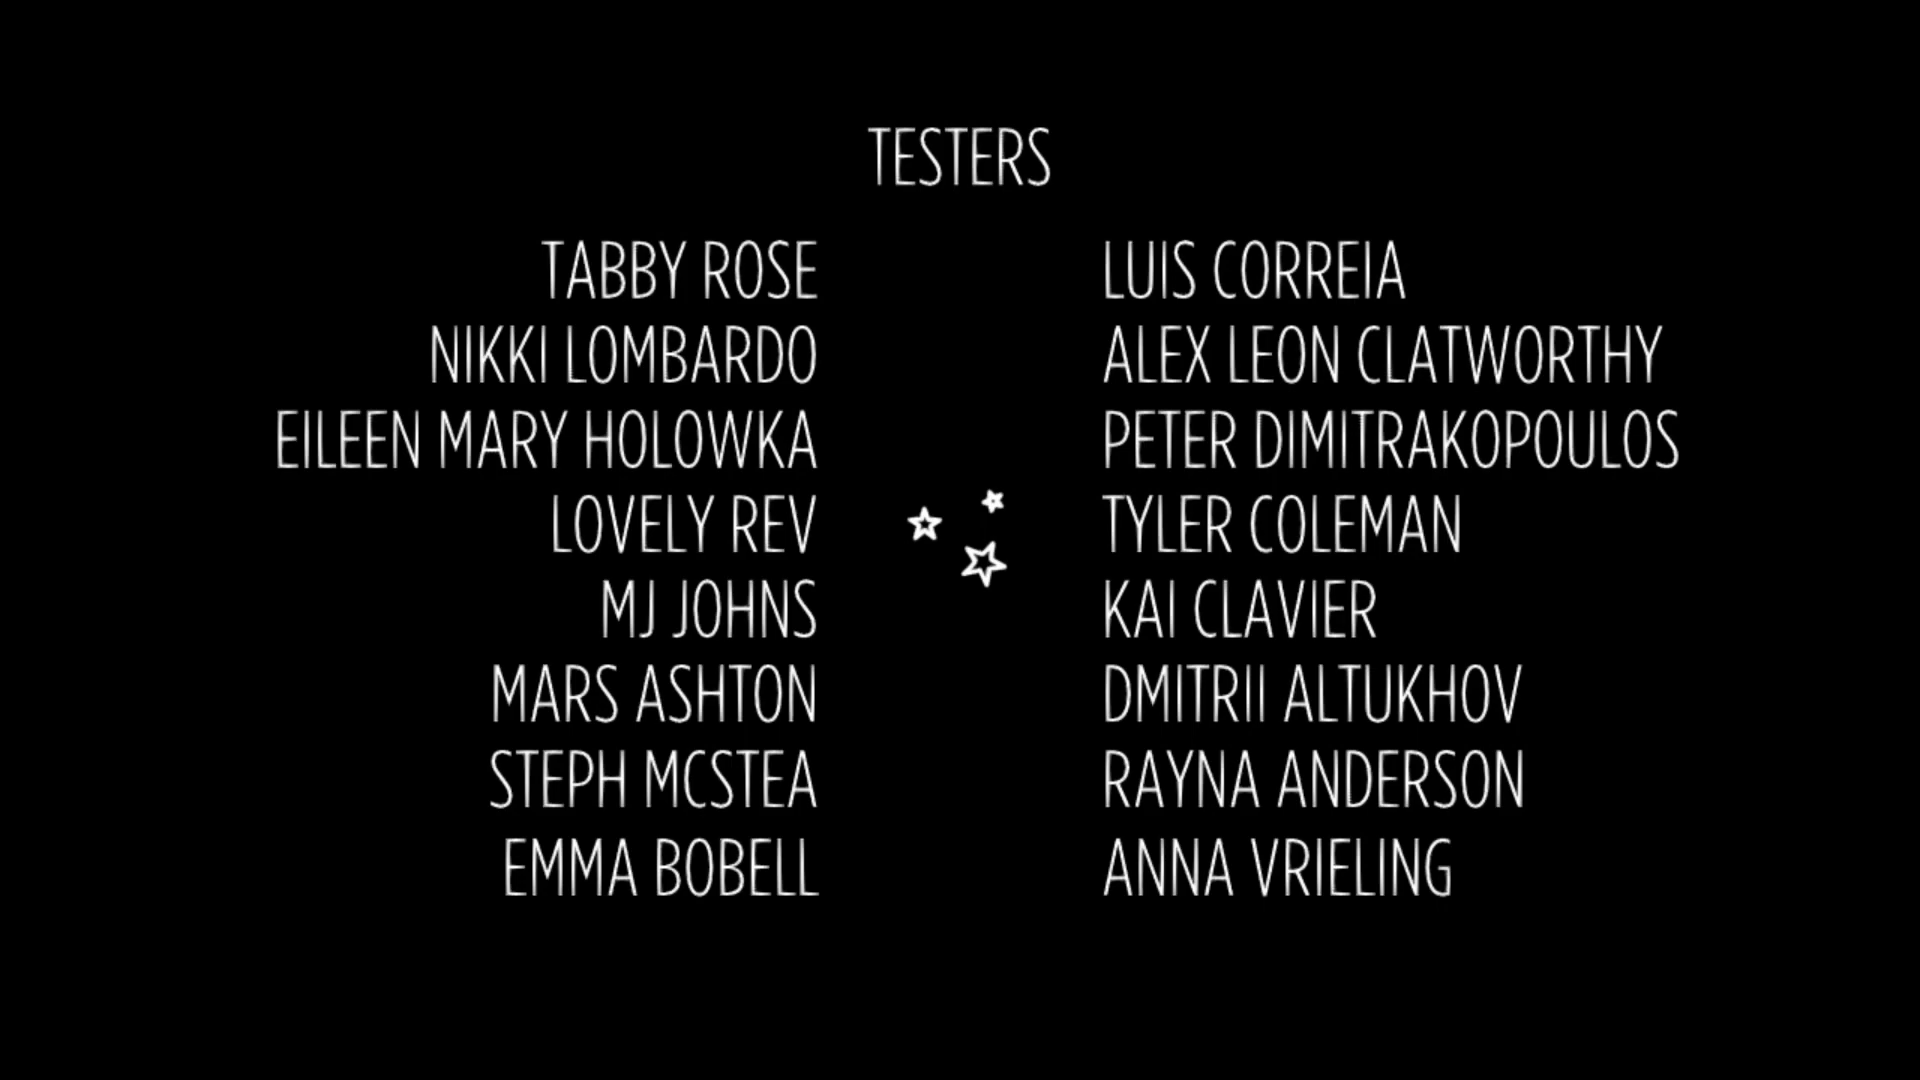 TESTERS
TABBY ROSE
NIKKI LOMBARDO
EILEEN MARY HOLOWKA
LOVELY REV
MJ JOHNS
MARS ASHTON
STEPH MCSTEA
EMMA BOBELL
LUIS CORREIA
ALEX LEON CLATWORTHY
PETER DIMITRAKOPOULOS
TYLER COLEMAN
KAI CLAVIER
DMITRII ALTUKHOV
RAYNA ANDERSON
ANNA VRIELING